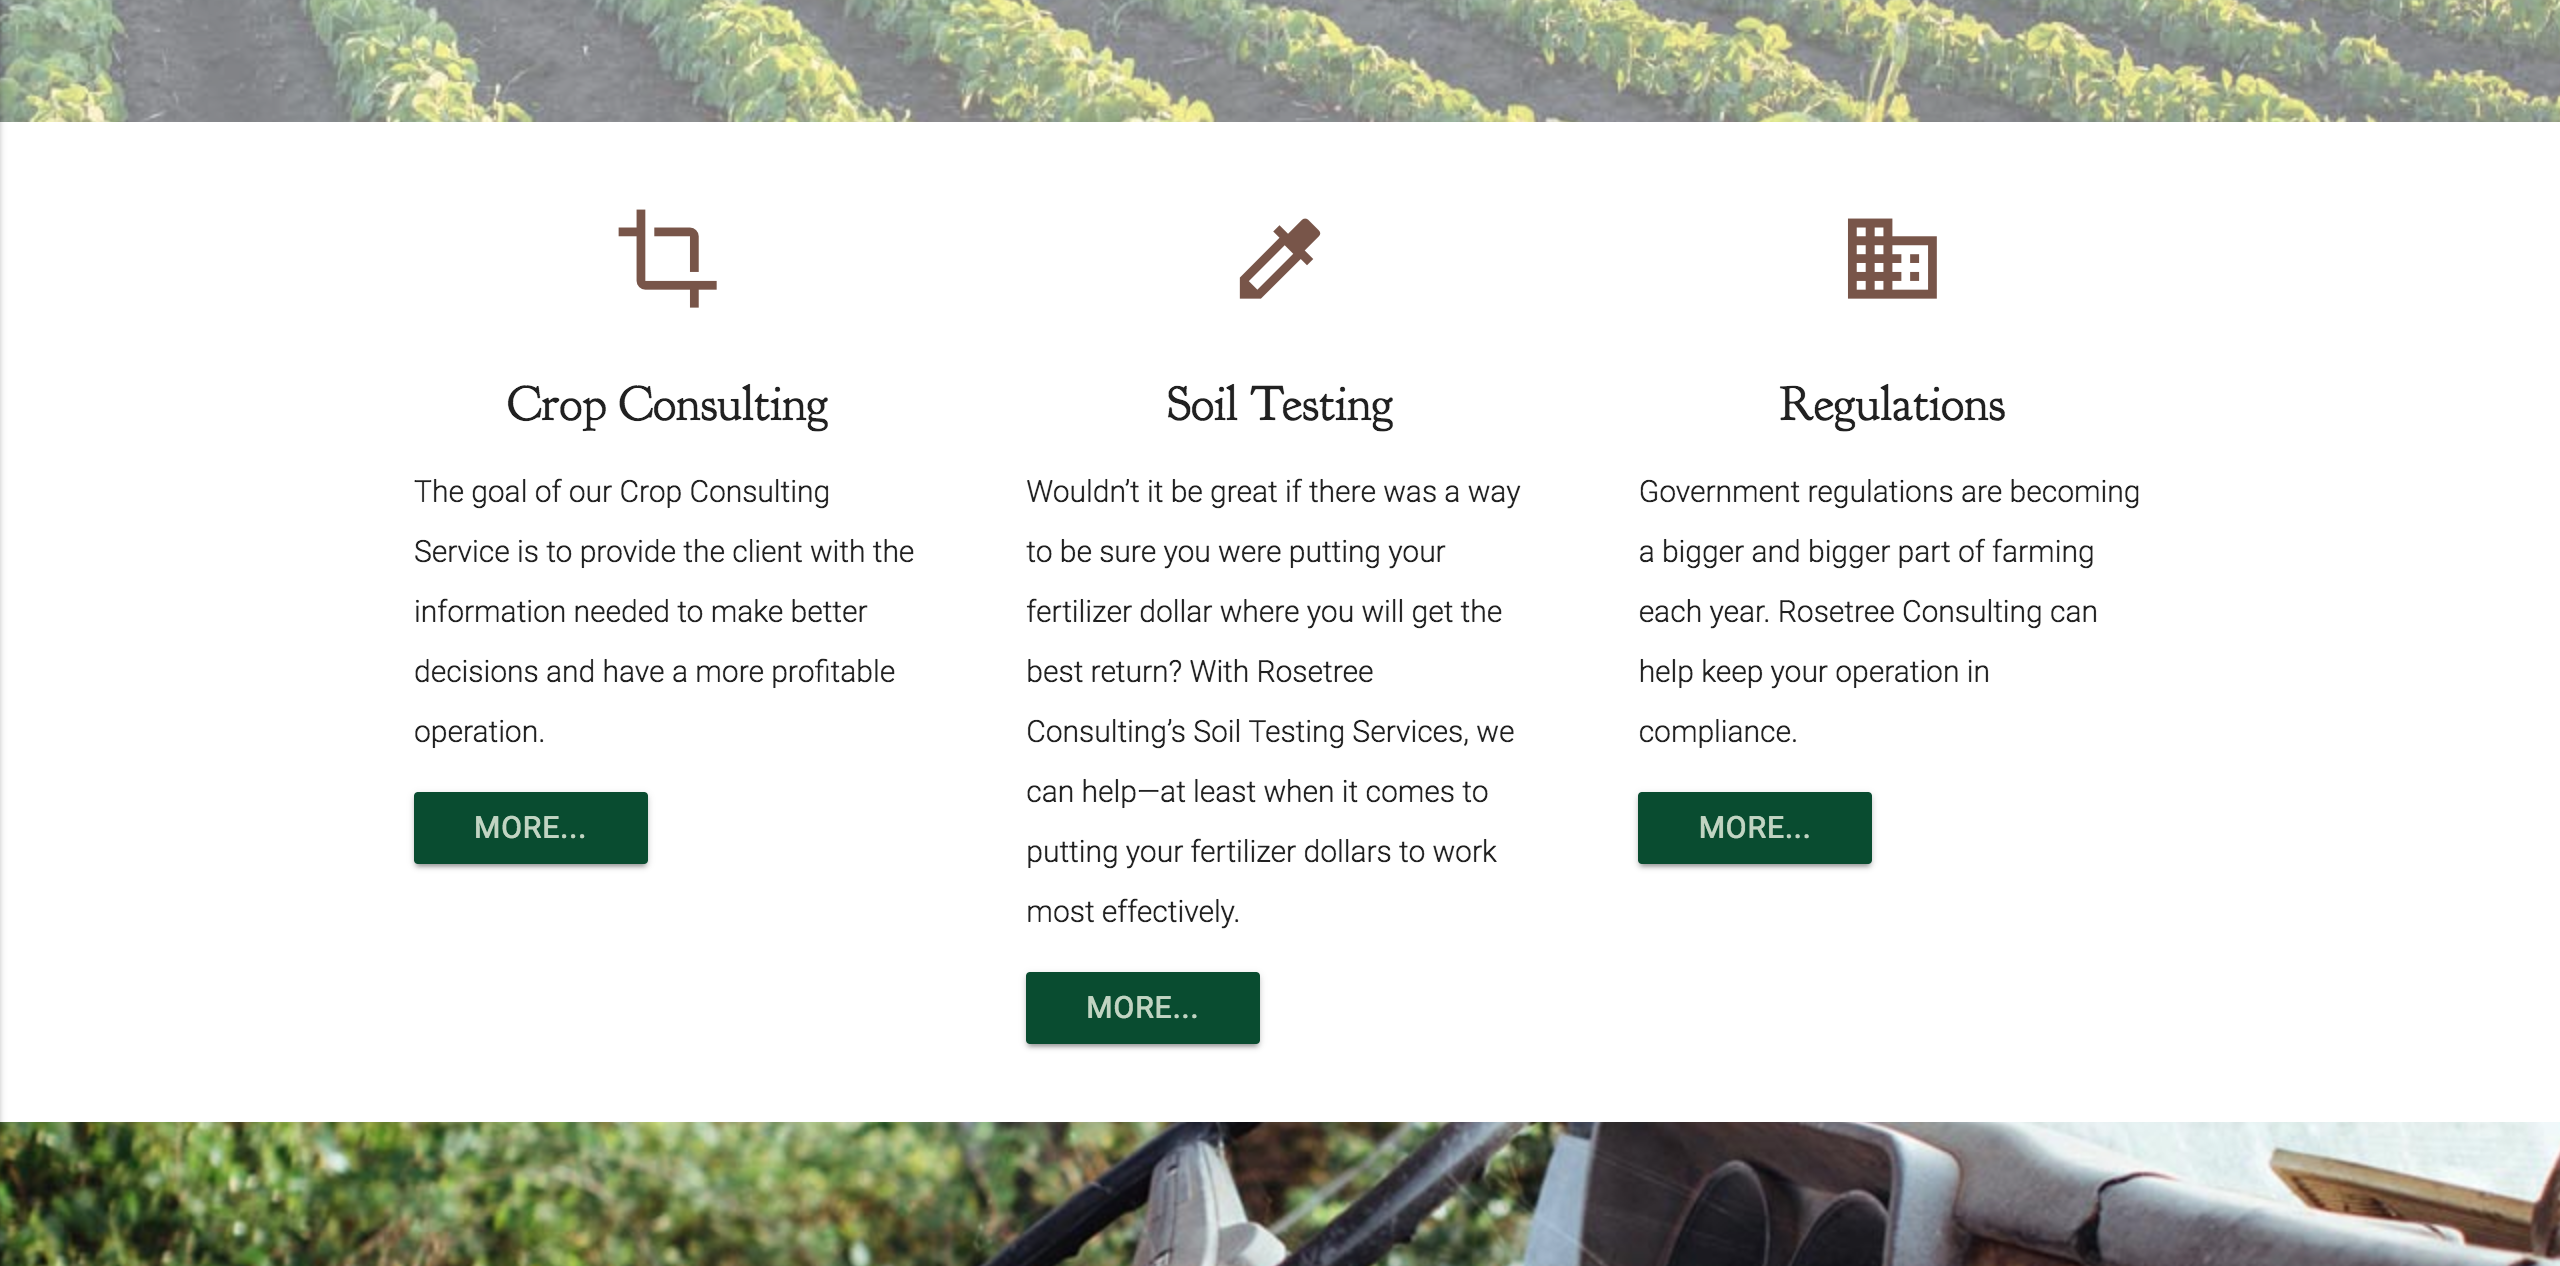 Crop Consulting
The goal of our Crop Consulting
Service is to provide the client with the
information needed to make better
decisions and have a more profitable
operation.
MORE...
Soil Testing
Wouldn’t it be great if there was a way
to be sure you were putting your
fertilizer dollar where you will get the
best return? With Rosetree
Consulting’s Soil Testing Services, we
can help—at least when it comes to
putting your fertilizer dollars to work
most effectively.
MORE...
Regulations
Government regulations are becoming
a bigger and bigger part of farming
each year. Rosetree Consulting can
help keep your operation in
compliance.
MORE...